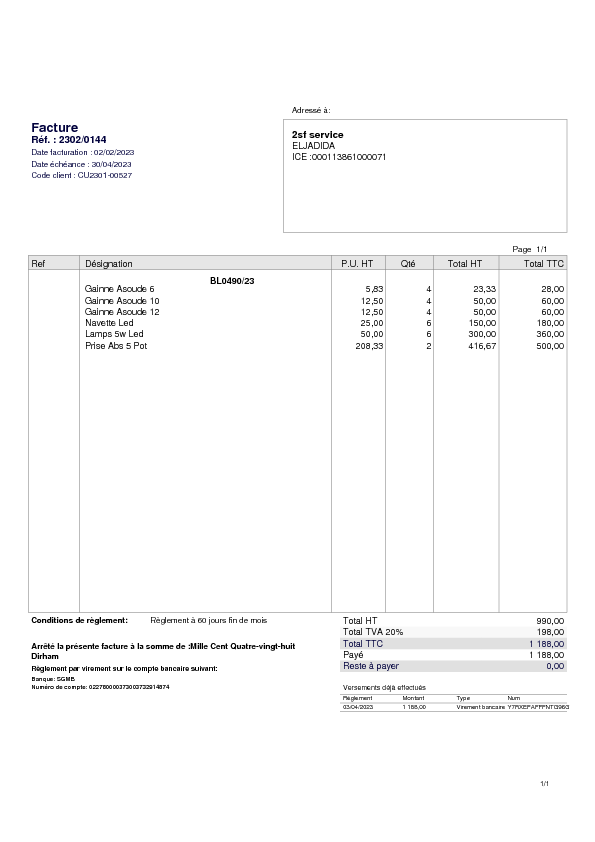 Adressé à:
Facture
Réf. : 2302/0144
Date facturation : 02/02/2023
Date échéance : 30/04/2023
Code client : CU2301-00527
2sf service
ELJADIDA
ICE :000113861000071
Page 1/1
Ref Désignation P.U. HT Qté Total HT Total TTC
BL0490/23
Gainne Asoude 6 5,83 4 23,33 28,00
Gainne Asoude 10 12,50 4 50,00 60,00
Gainne Asoude 12 12,50 4 50,00 60,00
Navette Led 25,00 6 150,00 180,00
Lamps 5w Led 50,00 6 300,00 360,00
Prise Abs 5 Pot 208,33 2 416,67 500,00
Conditions de règlement: Règlement à 60 jours fin de mois
Total HT 990,00
Total TVA 20% 198,00
Total TTC 1 188,00
Payé 1 188,00
Reste à payer 0,00
Arrêté la présente facture à la somme de :Mille Cent Quatre-vingt-huit
Dirham
Règlement par virement sur le compte bancaire suivant:
Banque: SGMB
Numéro de compte:
Versements déjà effectués
Règlement Montant Type Num
03/04/2023 1 188,00 Virement bancaire
1/1